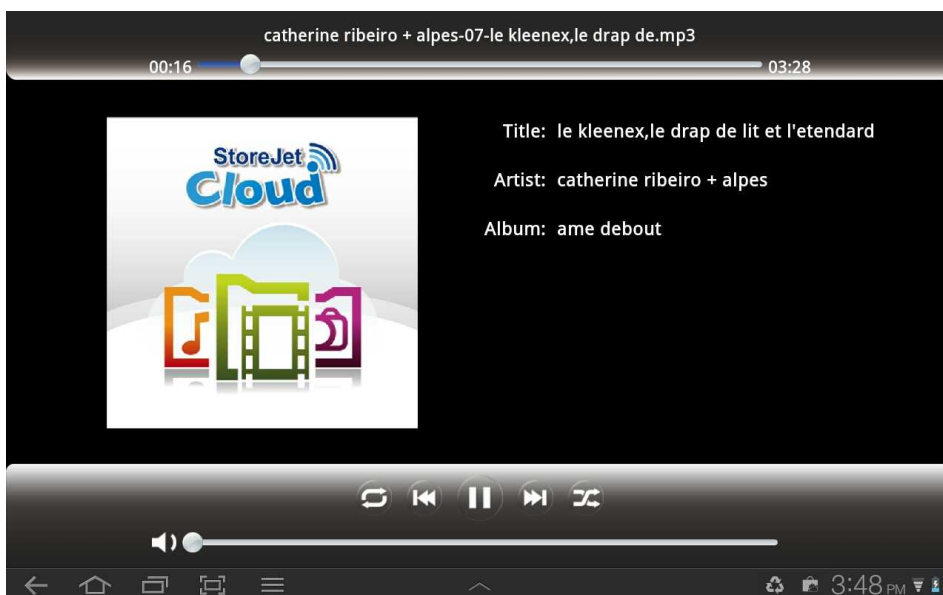 catherine ribeiro + alpes-07-le kleenex,le drap de.mp3
00:16 03:28
StoreJet
Cloud
Title: le kleenex,le drap de lit et l'etendard
Artist: catherine ribeiro + alpes
Album: ame debout
3:48 PM